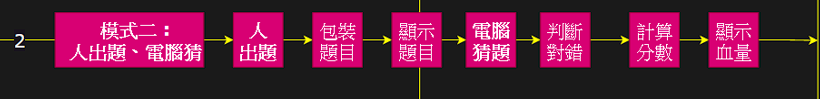 2
模式二：
人出題、電腦猜
人
出題
包裝
題目
顯示
題目
電腦
猜題
判斷
對錯
計算
分數
顯示
血量